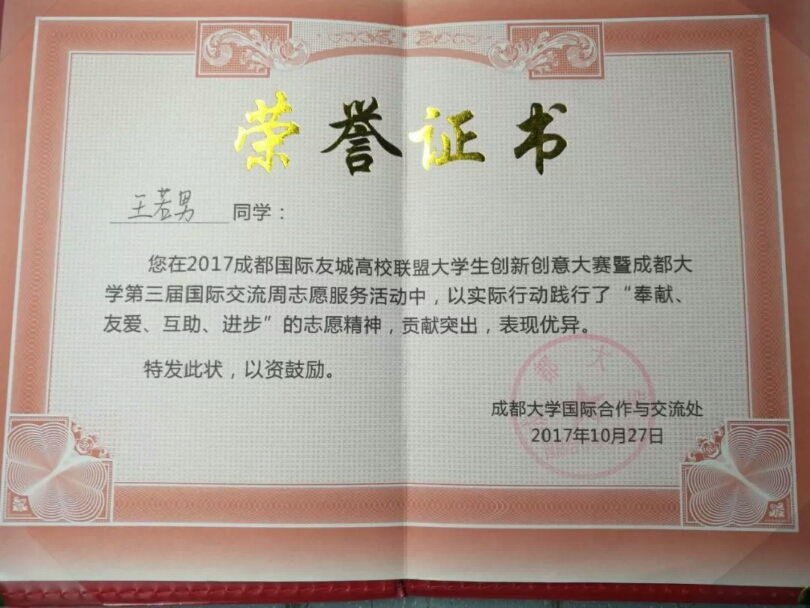 荣誉证书
王若男 同学：
您在2017成都国际友城高校联盟大学生创新创意大赛暨成都大
学第三届国际交流周志愿服务活动中，以实际行动践行了“奉献、
友爱、互助、进步”的志愿精神，贡献突出，表现优异。
特发此状，以资鼓励。
成都大学国际合作与交流处
2017年10月27日